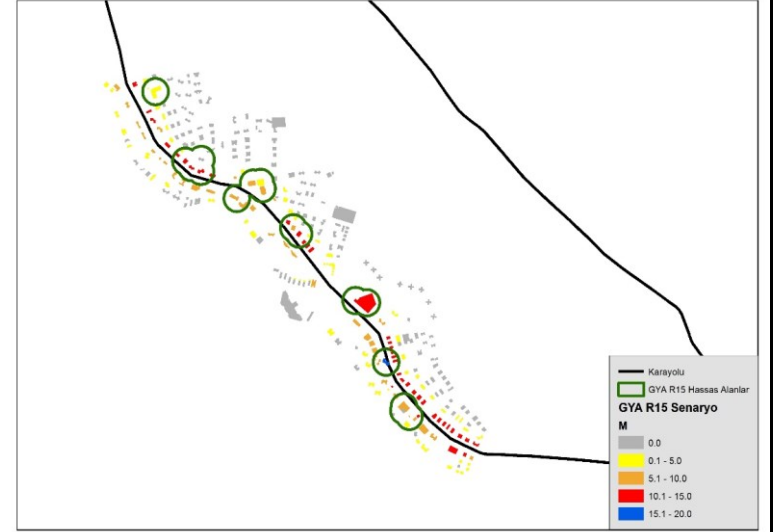 Karayolu
GYA R15 Hassas Alanlar
GYA R15 Senaryo
M
0.0
0.1 - 5.0
5.1 - 10.0
10.1 - 15.0
15.1 - 20.0